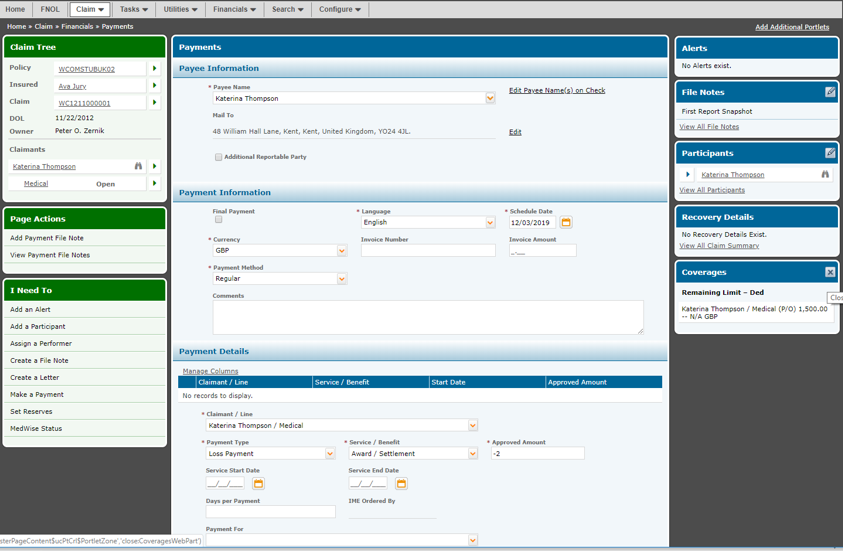 Home FNOL Claim Tasks Utilities Financials Search Configure
Home » Claim » Financials » Payments
Add Additional Portlets
Claim Tree
Policy WCOMSTUBUK02
Insured Ava Jury
Claim WC1211000001
DOL 11/22/2012
Owner Peter O. Zernik
Claimants
Katerina Thompson
Medical Open
Page Actions
Add Payment File Note
View Payment File Notes
I Need To
Add an Alert
Add a Participant
Assign a Performer
Create a File Note
Create a Letter
Make a Payment
Set Reserves
MedWise Status
Payments
Payee Information
* Payee Name
Katerina Thompson
Edit Payee Name(s) on Check
Mail To
48 William Hall Lane, Kent, Kent, United Kingdom, YO24 4JL.
Edit
Additional Reportable Party
Payment Information
Final Payment * Language * Schedule Date
English 12/03/2019
* Currency Invoice Number Invoice Amount
GBP _.__
* Payment Method
Regular
Comments
Payment Details
Manage Columns
Claimant / Line Service / Benefit Start Date Approved Amount
No records to display.
* Claimant / Line
Katerina Thompson / Medical
* Payment Type * Service / Benefit * Approved Amount
Loss Payment Award / Settlement -2
Service Start Date Service End Date
__/__/___ __/__/___
Days per Payment IME Ordered By
Payment For
Alerts
No Alerts exist.
File Notes
First Report Snapshot
View All File Notes
Participants
Katerina Thompson
View All Participants
Recovery Details
No Recovery Details Exist.
View All Claim Summary
Coverages
Clos
Remaining Limit – Ded
Katerina Thompson / Medical (P/O) 1,500.00
-- N/A GBP
sterPageContent$ucPtCrl$PortletZone','close:CoveragesWebPart')